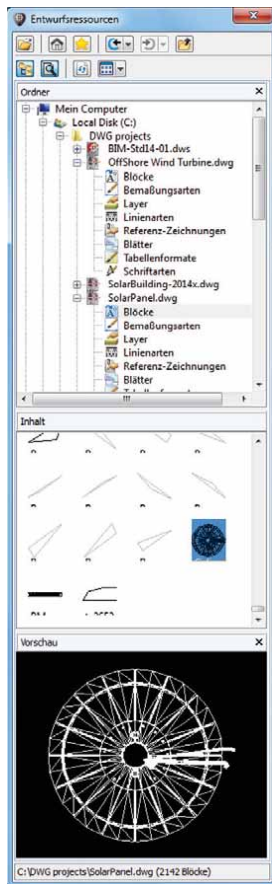 Entwurfsressourcen
Ordner
Mein Computer
Local Disk (C:)
DWG projects
BIM-Std14-01.dws
OffShore Wind Turbine.dwg
Blöcke
Bemaßungsarten
Layer
Linienarten
Referenz-Zeichnungen
Blätter
Tabellenformate
Schriftarten
SolarBuilding-2014x.dwg
SolarPanel.dwg
Blöcke
Bemaßungsarten
Layer
Linienarten
Referenz-Zeichnungen
Blätter
Inhalt
Vorschau
C:\DWG projects\SolarPanel.dwg (2142 Blöcke)